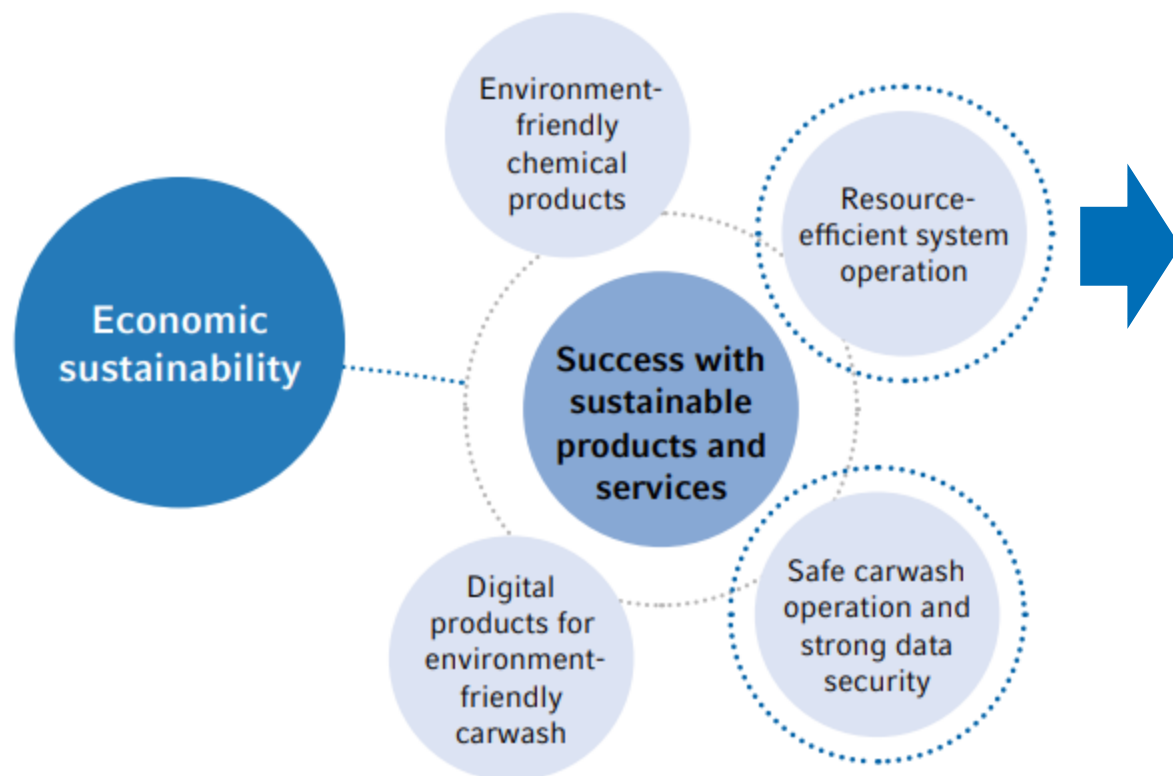 Environment-
friendly
chemical
products
Resource-
efficient system
operation
Economic
sustainability
Success with
sustainable
products and
services
Digital
products for
environment-
friendly
carwash
Safe carwash
operation and
strong data
security